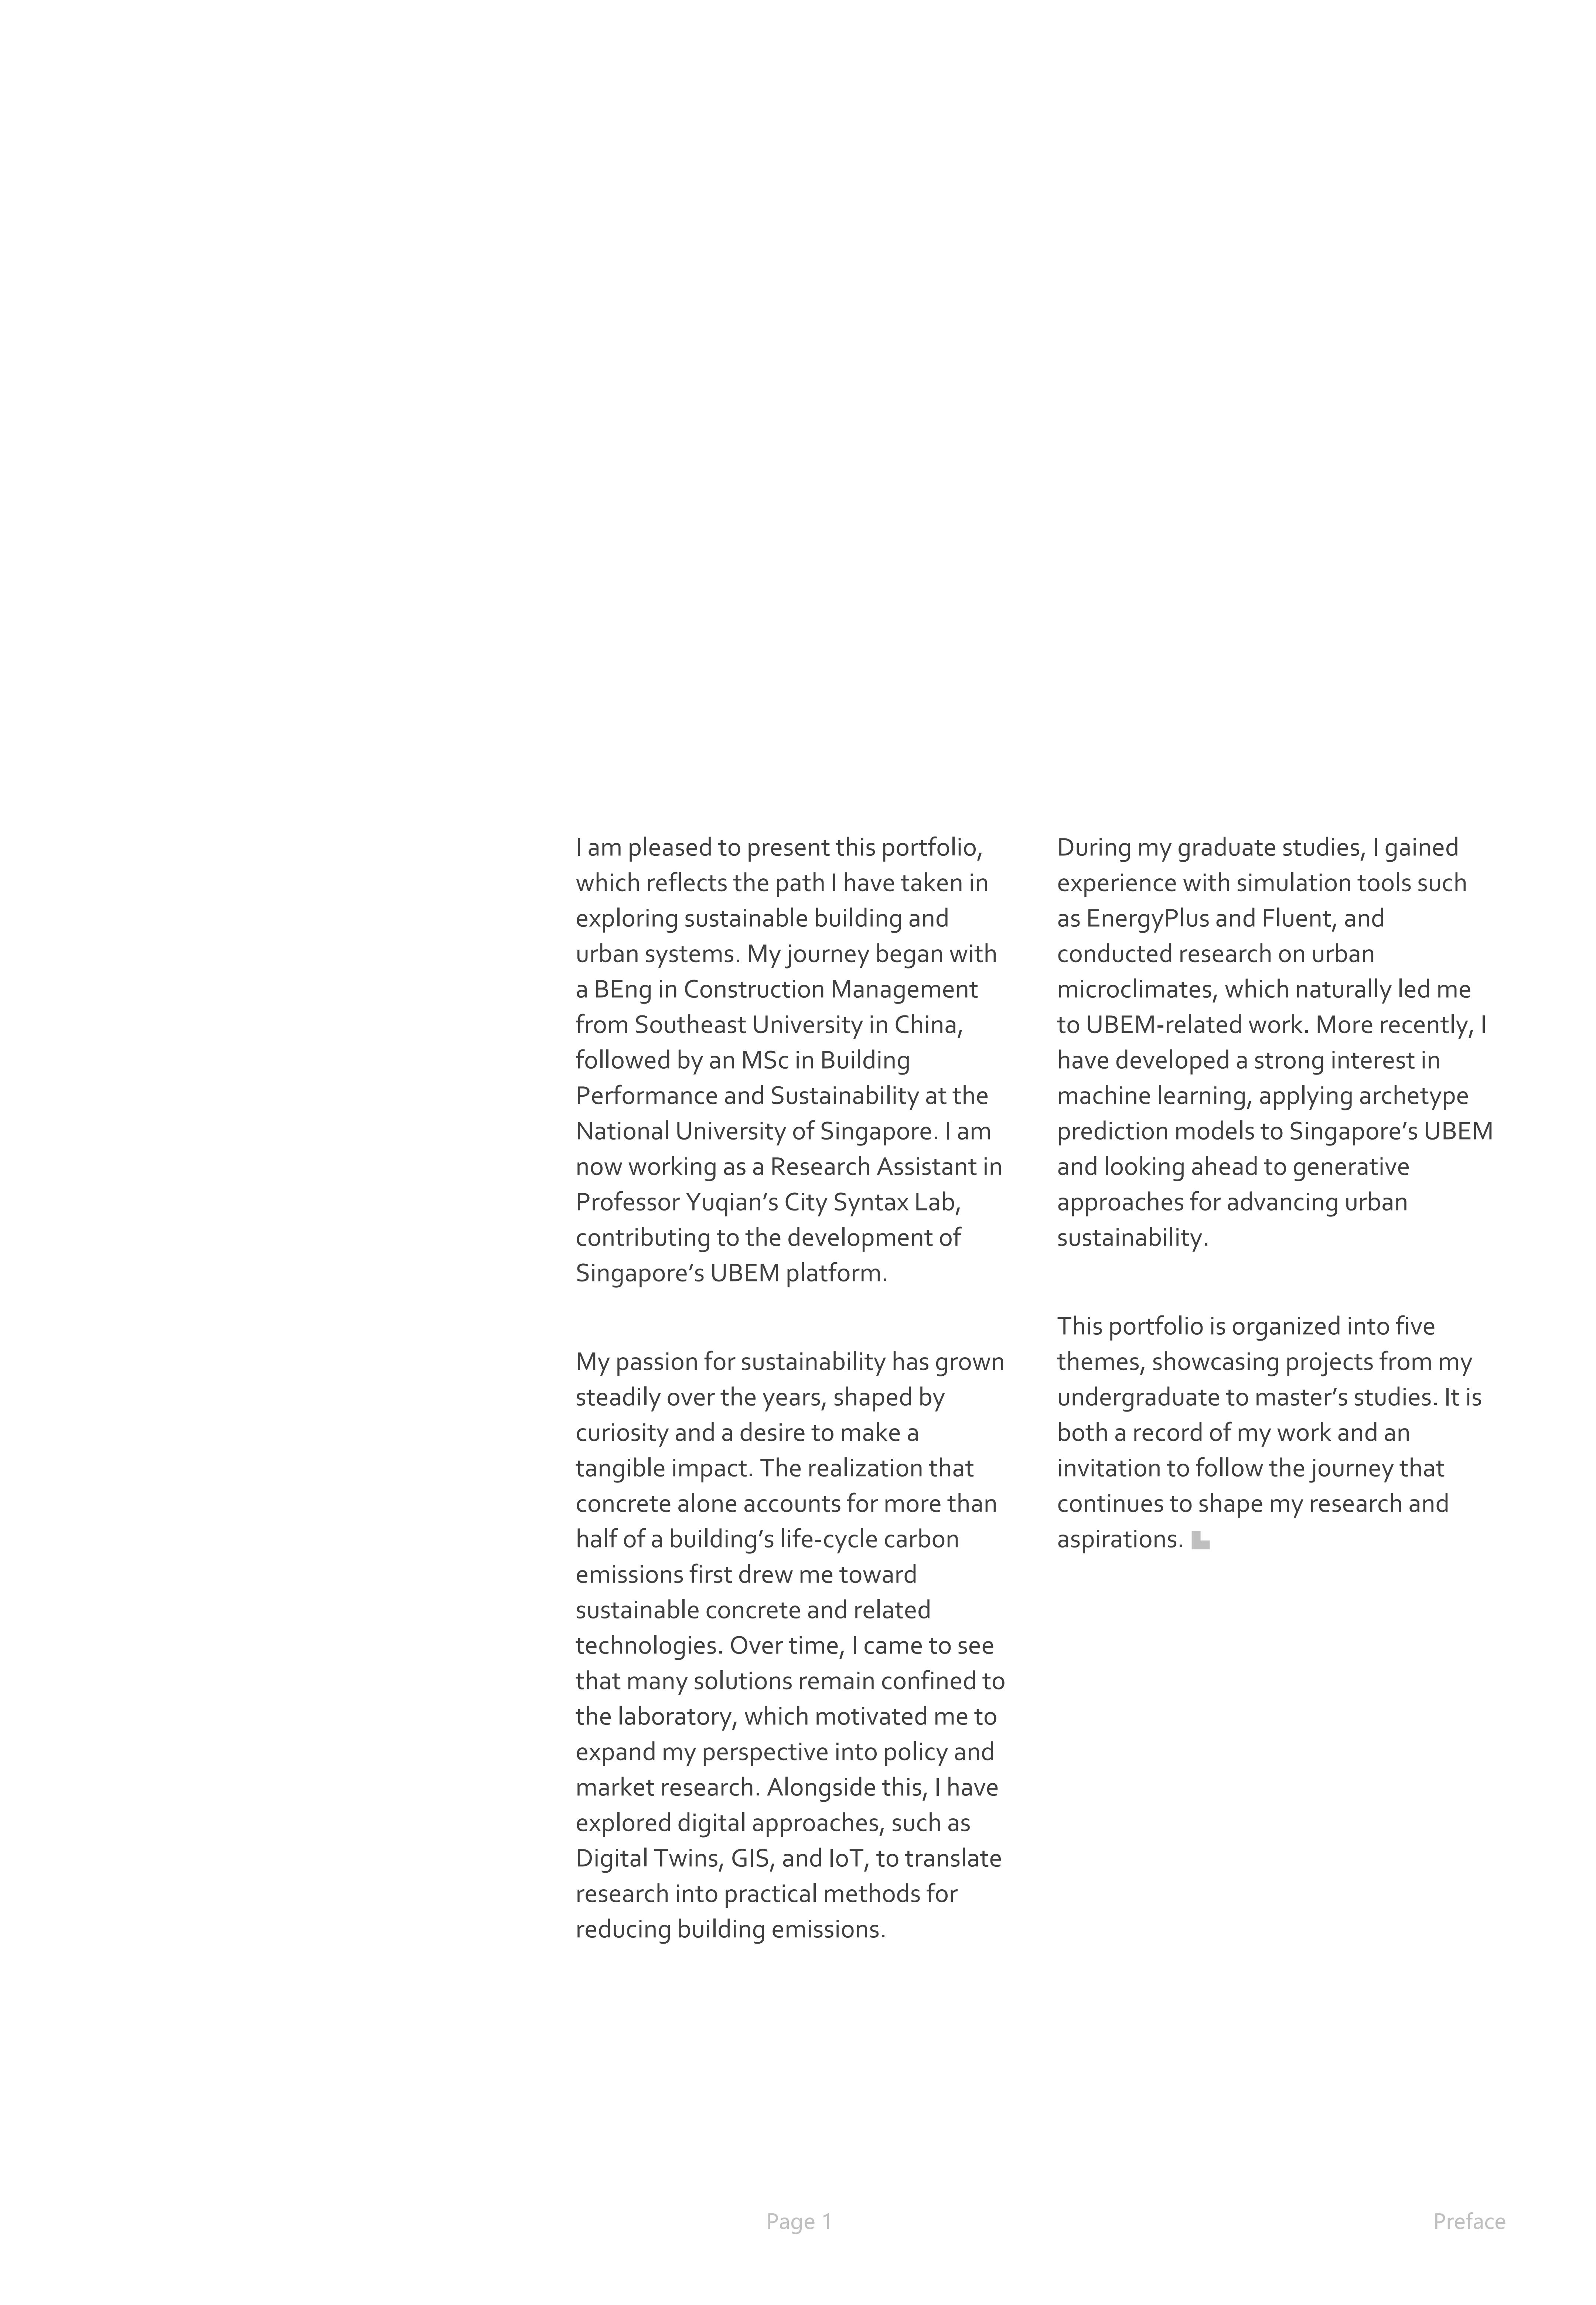 I am pleased to present this portfolio,
which reflects the path I have taken in
exploring sustainable building and
urban systems. My journey began with
a BEng in Construction Management
from Southeast University in China,
followed by an MSc in Building
Performance and Sustainability at the
National University of Singapore. I am
now working as a Research Assistant in
Professor Yuqian’s City Syntax Lab,
contributing to the development of
Singapore’s UBEM platform.
My passion for sustainability has grown
steadily over the years, shaped by
curiosity and a desire to make a
tangible impact. The realization that
concrete alone accounts for more than
half of a building’s life-cycle carbon
emissions first drew me toward
sustainable concrete and related
technologies. Over time, I came to see
that many solutions remain confined to
the laboratory, which motivated me to
expand my perspective into policy and
market research. Alongside this, I have
explored digital approaches, such as
Digital Twins, GIS, and IoT, to translate
research into practical methods for
reducing building emissions.
During my graduate studies, I gained
experience with simulation tools such
as EnergyPlus and Fluent, and
conducted research on urban
microclimates, which naturally led me
to UBEM-related work. More recently, I
have developed a strong interest in
machine learning, applying archetype
prediction models to Singapore’s UBEM
and looking ahead to generative
approaches for advancing urban
sustainability.
This portfolio is organized into five
themes, showcasing projects from my
undergraduate to master’s studies. It is
both a record of my work and an
invitation to follow the journey that
continues to shape my research and
aspirations.
Page 1
Preface